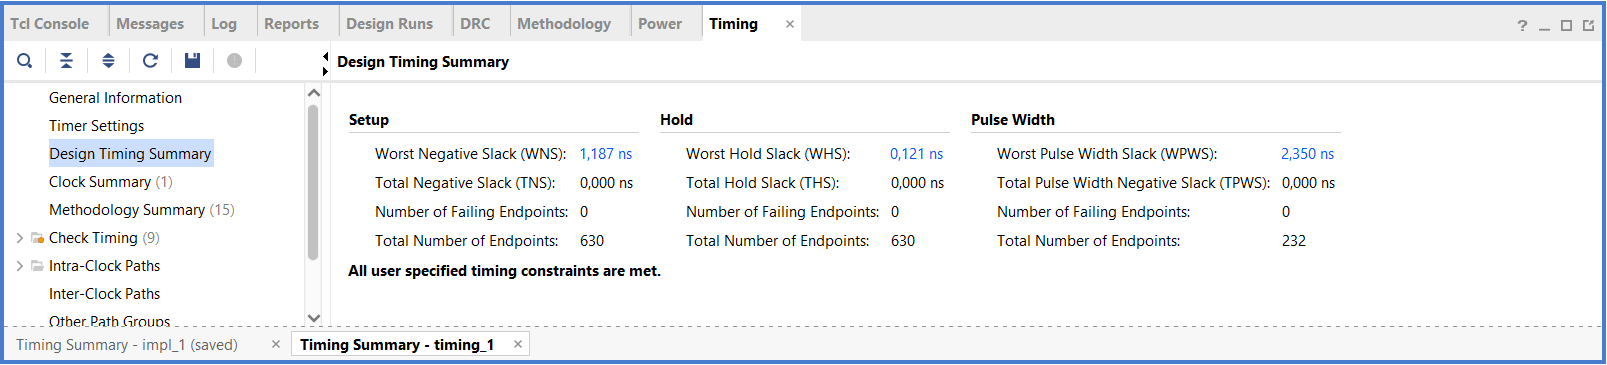 Tcl Console Messages Log Reports Design Runs DRC Methodology Power Timing × ?
Design Timing Summary
General Information
Timer Settings
Design Timing Summary
Clock Summary (1)
Methodology Summary (15)
Check Timing (9)
Intra-Clock Paths
Inter-Clock Paths
Other Path Groups
Setup Hold Pulse Width
Worst Negative Slack (WNS): 1,187 ns Worst Hold Slack (WHS): 0,121 ns Worst Pulse Width Slack (WPWS): 2,350 ns
Total Negative Slack (TNS): 0,000 ns Total Hold Slack (THS): 0,000 ns Total Pulse Width Negative Slack (TPWS): 0,000 ns
Number of Failing Endpoints: 0 Number of Failing Endpoints: 0 Number of Failing Endpoints: 0
Total Number of Endpoints: 630 Total Number of Endpoints: 630 Total Number of Endpoints: 232
All user specified timing constraints are met.
Timing Summary - impl_1 (saved) × Timing Summary - timing_1 ×